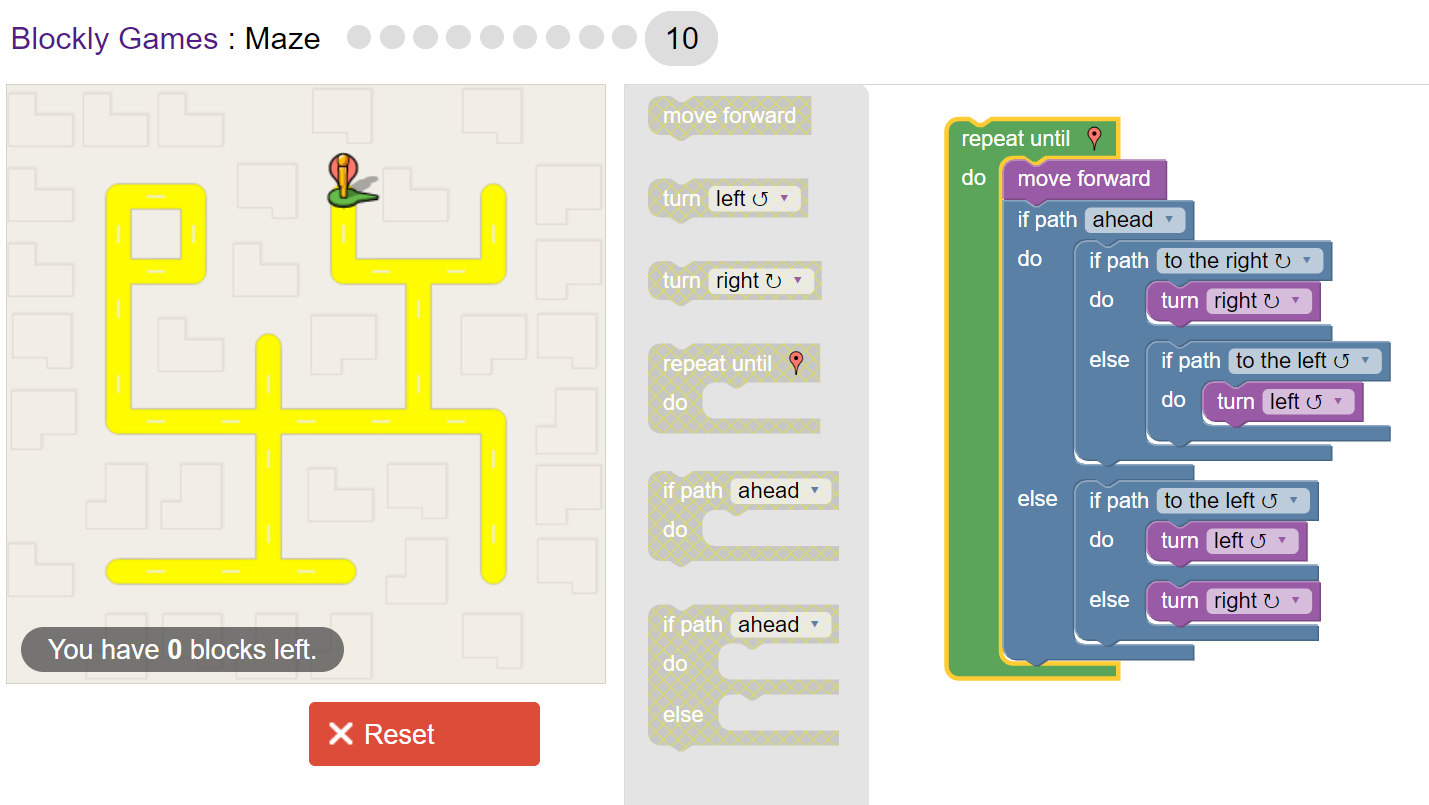 Blockly Games : Maze 10
move forward
turn left ↺ ▾
turn right ↻ ▾
repeat until
do
if path ahead ▾
do
if path ahead ▾
do
else
repeat until
do move forward
if path ahead ▾
do if path to the right ↻ ▾
do turn right ↻ ▾
else if path to the left ↺ ▾
do turn left ↺ ▾
else if path to the left ↺ ▾
do turn left ↺ ▾
else turn right ↻ ▾
You have 0 blocks left.
Reset